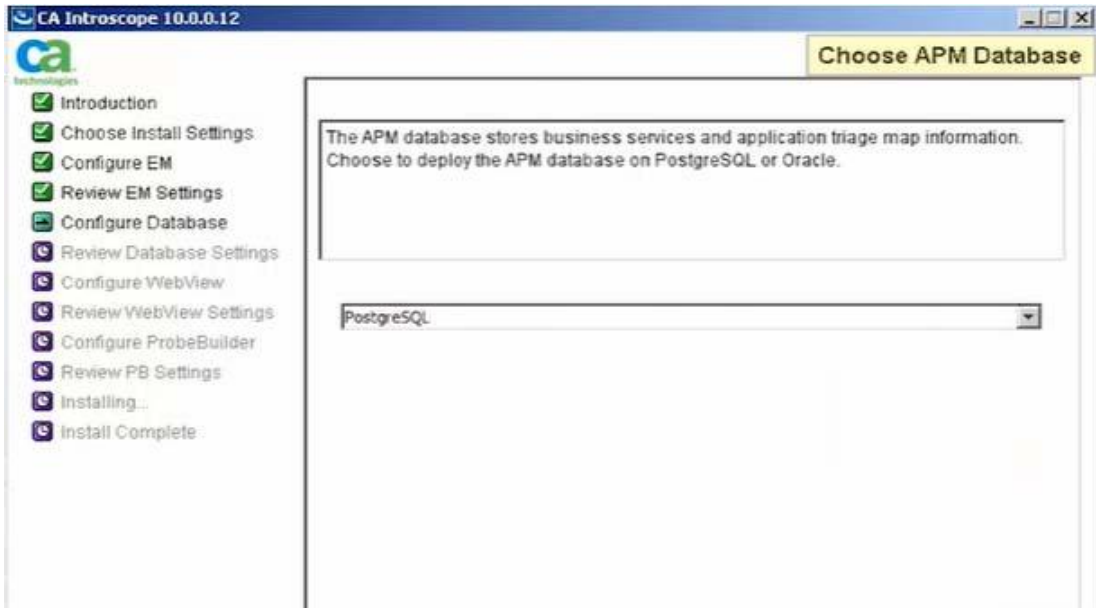 CA Introscope 10.0.0.12
ca
technologies
Choose APM Database
Introduction
Choose Install Settings
Configure EM
Review EM Settings
Configure Database
Review Database Settings
Configure WebView
Review WebView Settings
Configure ProbeBuilder
Review PB Settings
Installing...
Install Complete
The APM database stores business services and application triage map information.
Choose to deploy the APM database on PostgreSQL or Oracle.
PostgreSQL